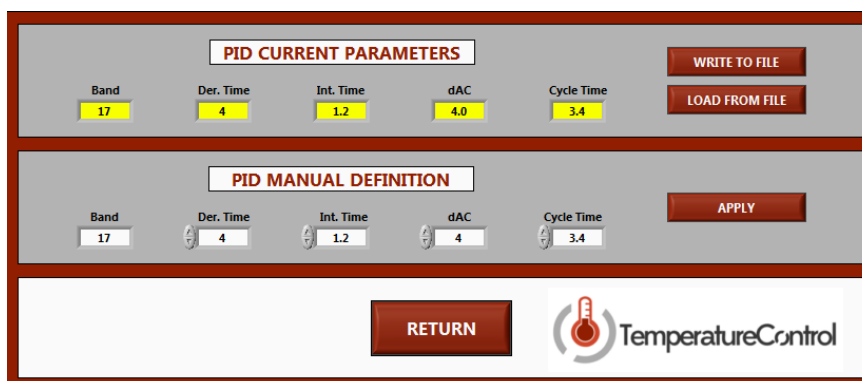 PID CURRENT PARAMETERS
WRITE TO FILE
Band Der. Time Int. Time dAC Cycle Time
17 4 1.2 4.0 3.4
LOAD FROM FILE
PID MANUAL DEFINITION
APPLY
Band Der. Time Int. Time dAC Cycle Time
17 4 1.2 4 3.4
RETURN
TemperatureControl